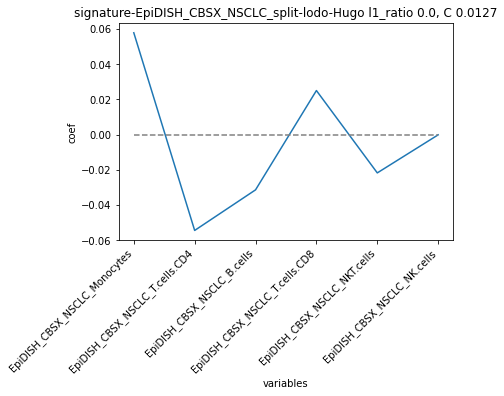 signature-EpiDISH_CBSX_NSCLC_split-lodo-Hugo l1_ratio 0.0, C 0.0127
0.06
0.04
0.02
0.00
−0.02
−0.04
−0.06
coef
EpiDISH_CBSX_NSCLC_Monocytes
EpiDISH_CBSX_NSCLC_T.cells.CD4
EpiDISH_CBSX_NSCLC_B.cells
EpiDISH_CBSX_NSCLC_T.cells.CD8
EpiDISH_CBSX_NSCLC_NKT.cells
EpiDISH_CBSX_NSCLC_NK.cells
variables